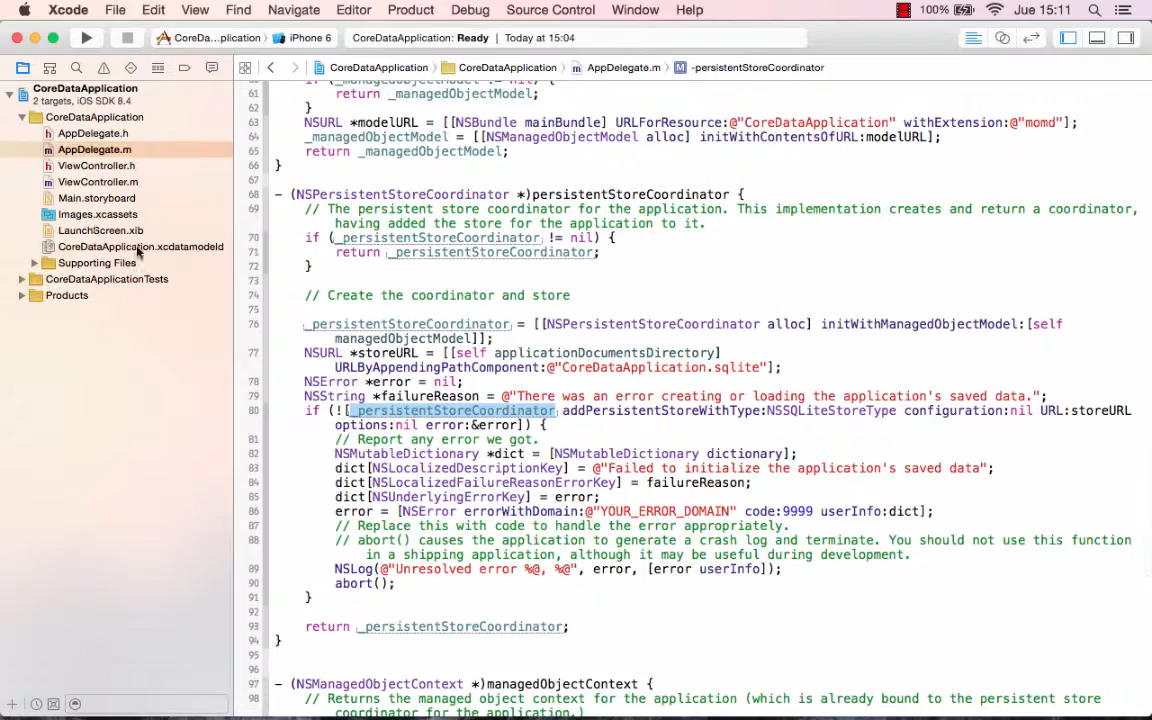 Xcode File Edit View Find Navigate Editor Product Debug Source Control Window Help 100% Jue 15:11
CoreDa...plication iPhone 6 CoreDataApplication: Ready Today at 15:04
CoreDataApplication CoreDataApplication AppDelegate.m -persistentStoreCoordinator
CoreDataApplication
2 targets, iOS SDK 8.4
CoreDataApplication
AppDelegate.h
AppDelegate.m
ViewController.h
ViewController.m
Main.storyboard
Images.xcassets
LaunchScreen.xib
CoreDataApplication.xcdatamodeld
Supporting Files
CoreDataApplicationTests
Products
if (_managedObjectModel != nil) {
61 return _managedObjectModel;
62 }
63 NSURL *modelURL = [[NSBundle mainBundle] URLForResource:@"CoreDataApplication" withExtension:@"momd"];
64 _managedObjectModel = [[NSManagedObjectModel alloc] initWithContentsOfURL:modelURL];
65 return _managedObjectModel;
66 }
67
68 - (NSPersistentStoreCoordinator *)persistentStoreCoordinator {
69 // The persistent store coordinator for the application. This implementation creates and return a coordinator,
having added the store for the application to it.
70 if (_persistentStoreCoordinator != nil) {
71 return _persistentStoreCoordinator;
72 }
73
74 // Create the coordinator and store
75
76 _persistentStoreCoordinator = [[NSPersistentStoreCoordinator alloc] initWithManagedObjectModel:[self
managedObjectModel]];
77 NSURL *storeURL = [[self applicationDocumentsDirectory]
URLByAppendingPathComponent:@"CoreDataApplication.sqlite"];
78 NSError *error = nil;
79 NSString *failureReason = @"There was an error creating or loading the application's saved data.";
80 if (![_persistentStoreCoordinator addPersistentStoreWithType:NSSQLiteStoreType configuration:nil URL:storeURL
options:nil error:&error]) {
81 // Report any error we got.
82 NSMutableDictionary *dict = [NSMutableDictionary dictionary];
83 dict[NSLocalizedDescriptionKey] = @"Failed to initialize the application's saved data";
84 dict[NSLocalizedFailureReasonErrorKey] = failureReason;
85 dict[NSUnderlyingErrorKey] = error;
86 error = [NSError errorWithDomain:@"YOUR_ERROR_DOMAIN" code:9999 userInfo:dict];
87 // Replace this with code to handle the error appropriately.
88 // abort() causes the application to generate a crash log and terminate. You should not use this function
in a shipping application, although it may be useful during development.
89 NSLog(@"Unresolved error %@, %@", error, [error userInfo]);
90 abort();
91 }
92
93 return _persistentStoreCoordinator;
94 }
95
96
97 - (NSManagedObjectContext *)managedObjectContext {
98 // Returns the managed object context for the application (which is already bound to the persistent store
coordinator for the application.)